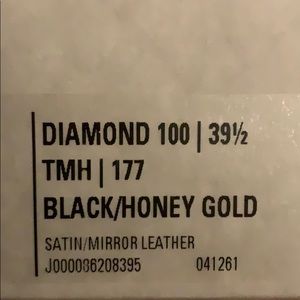 DIAMOND 100 | 39½
TMH | 177
BLACK/HONEY GOLD
SATIN/MIRROR LEATHER
J000086208395 041261